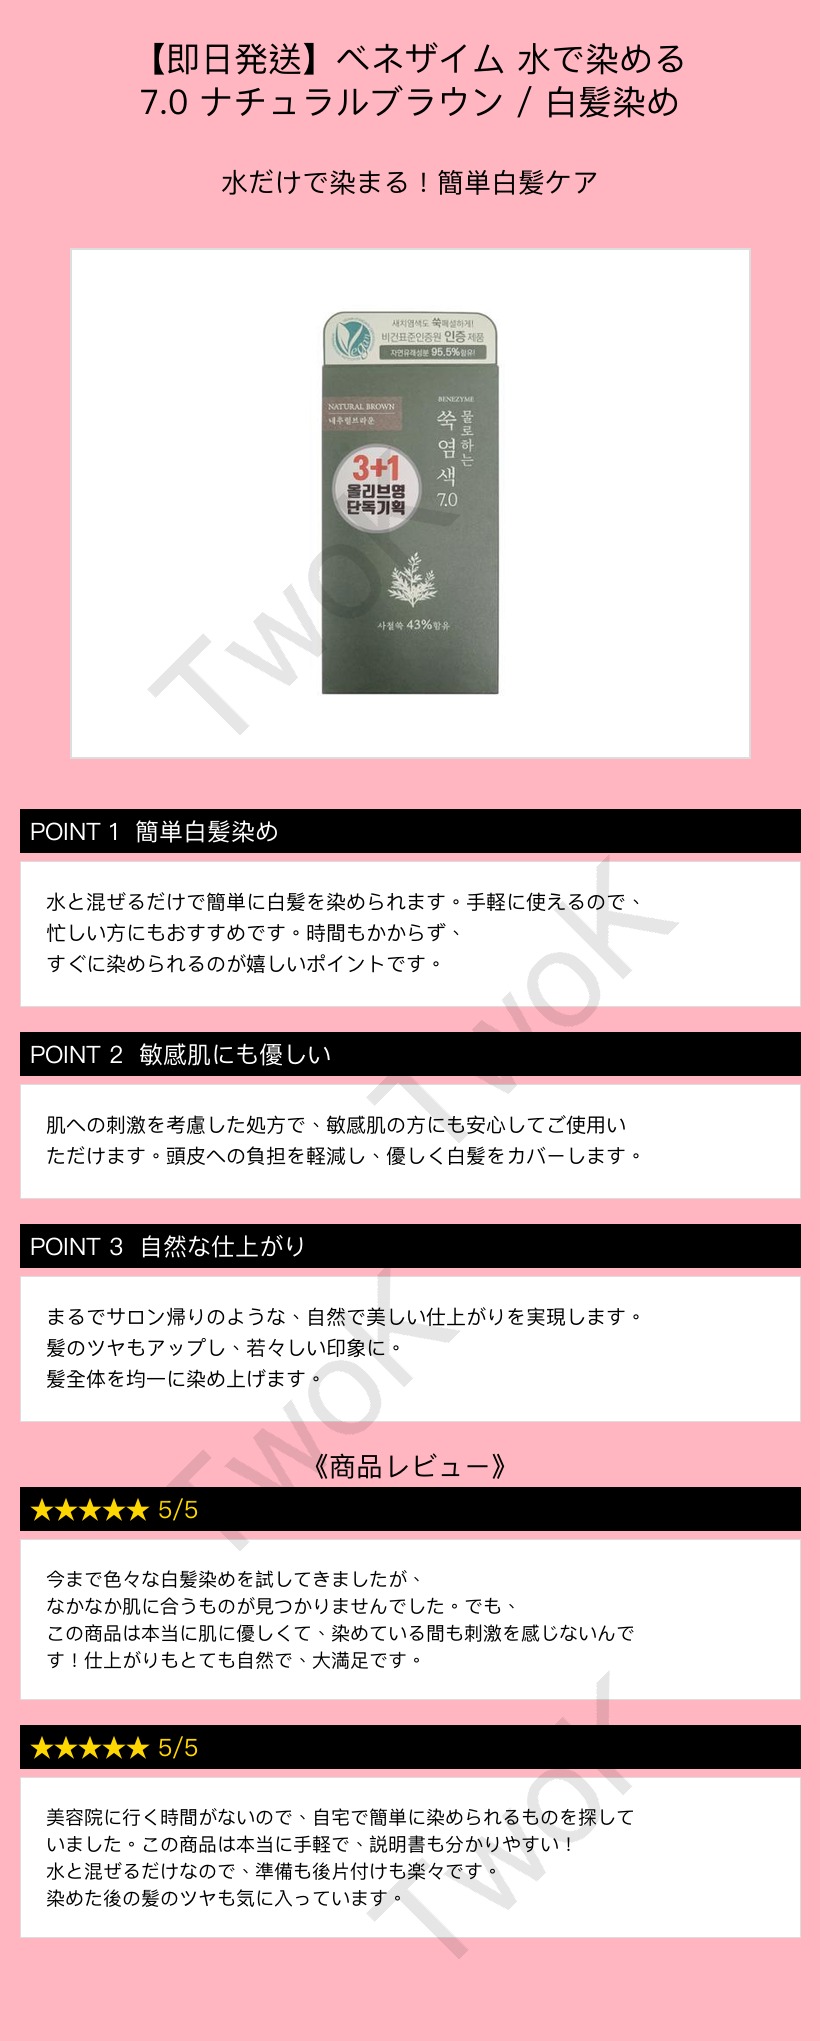 【即日発送】ベネザイム 水で染める
7.0 ナチュラルブラウン / 白髪染め
水だけで染まる！簡単白髪ケア
새치염색도 쑥메설하게!
비건표준인증원 인증 제품
자연유래성분 95.5%함유!
Vegan
NATURAL BROWN
내추럴브라운
BENEZYME
물로하는
쑥염색
7.0
3+1
올리브영
단독기획
사철쑥 43%함유
TwoK
POINT 1 簡単白髪染め
水と混ぜるだけで簡単に白髪を染められます。手軽に使えるので、
忙しい方にもおすすめです。時間もかからず、
すぐに染められるのが嬉しいポイントです。
TwoK
POINT 2 敏感肌にも優しい
肌への刺激を考慮した処方で、敏感肌の方にも安心してご使用い
ただけます。頭皮への負担を軽減し、優しく白髪をカバーします。
POINT 3 自然な仕上がり
まるでサロン帰りのような、自然で美しい仕上がりを実現します。
髪のツヤもアップし、若々しい印象に。
髪全体を均一に染め上げます。
TwoK
《商品レビュー》
★★★★★ 5/5
今まで色々な白髪染めを試してきましたが、
なかなか肌に合うものが見つかりませんでした。でも、
この商品は本当に肌に優しくて、染めている間も刺激を感じないんで
す！仕上がりもとても自然で、大満足です。
★★★★★ 5/5
美容院に行く時間がないので、自宅で簡単に染められるものを探して
いました。この商品は本当に手軽で、説明書も分かりやすい！
水と混ぜるだけなので、準備も後片付けも楽々です。
染めた後の髪のツヤも気に入っています。
TwoK